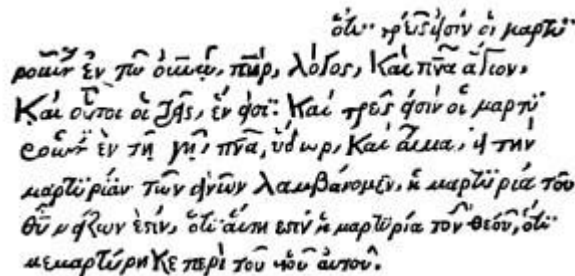 ὅτι τρεῖς εἰσιν οἱ μαρτυ
ροῦντες ἐν τῷ οὐνῷ, πηρ, λόγος, καὶ πνα ἅγιον,
καὶ οὗτοι οἱ τρεῖς, ἕν εἰσι· καὶ τρεῖς εἰσιν οἱ μαρτυ
ροῦντες ἐν τῇ γῇ, πνα, ὕδωρ, καὶ αἷμα, εἰ τὴν
μαρτυρίαν τῶν ἀνων λαμβάνομεν, ἡ μαρτυρία τοῦ
θυ μείζων ἐστίν, ὅτι αὕτη ἐστὶν ἡ μαρτυρία τοῦ θεοῦ, ὅτι
μεμαρτύρηκε περὶ τοῦ υἱοῦ αὐτοῦ.